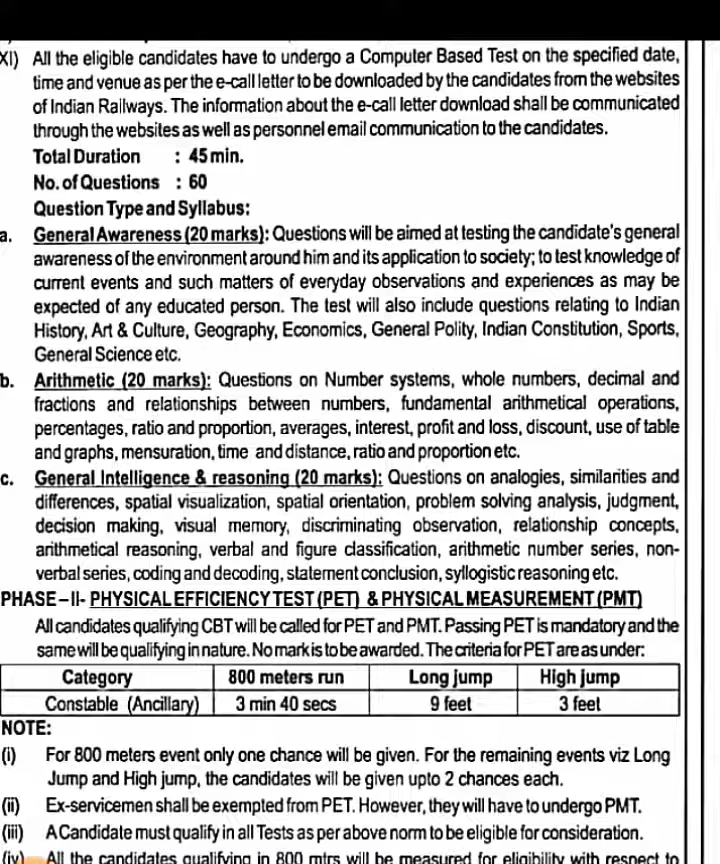 XI) All the eligible candidates have to undergo a Computer Based Test on the specified date,
time and venue as per the e-call letter to be downloaded by the candidates from the websites
of Indian Railways. The information about the e-call letter download shall be communicated
through the websites as well as personnel email communication to the candidates.
Total Duration : 45 min.
No. of Questions : 60
Question Type and Syllabus:
a. General Awareness (20 marks): Questions will be aimed at testing the candidate's general
awareness of the environment around him and its application to society; to test knowledge of
current events and such matters of everyday observations and experiences as may be
expected of any educated person. The test will also include questions relating to Indian
History, Art & Culture, Geography, Economics, General Polity, Indian Constitution, Sports,
General Science etc.
b. Arithmetic (20 marks): Questions on Number systems, whole numbers, decimal and
fractions and relationships between numbers, fundamental arithmetical operations,
percentages, ratio and proportion, averages, interest, profit and loss, discount, use of table
and graphs, mensuration, time and distance, ratio and proportion etc.
c. General Intelligence & reasoning (20 marks): Questions on analogies, similarities and
differences, spatial visualization, spatial orientation, problem solving analysis, judgment,
decision making, visual memory, discriminating observation, relationship concepts,
arithmetical reasoning, verbal and figure classification, arithmetic number series, non-
verbal series, coding and decoding, statement conclusion, syllogistic reasoning etc.
PHASE–II- PHYSICAL EFFICIENCY TEST (PET) & PHYSICAL MEASUREMENT (PMT)
All candidates qualifying CBT will be called for PET and PMT. Passing PET is mandatory and the
same will be qualifying in nature. No mark is to be awarded. The criteria for PET are as under:
Category 800 meters run Long jump High jump
Constable (Ancillary) 3 min 40 secs 9 feet 3 feet
NOTE:
(i) For 800 meters event only one chance will be given. For the remaining events viz Long
Jump and High jump, the candidates will be given upto 2 chances each.
(ii) Ex-servicemen shall be exempted from PET. However, they will have to undergo PMT.
(iii) A Candidate must qualify in all Tests as per above norm to be eligible for consideration.
(iv) All the candidates qualifying in 800 mtrs will be measured for eligibility with respect to